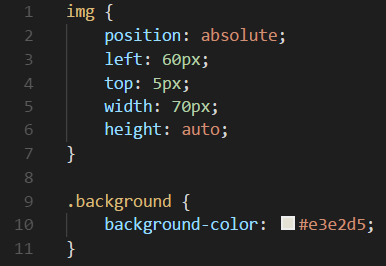 1 img {
2     position: absolute;
3     left: 60px;
4     top: 5px;
5     width: 70px;
6     height: auto;
7 }
8
9 .background {
10     background-color: #e3e2d5;
11 }